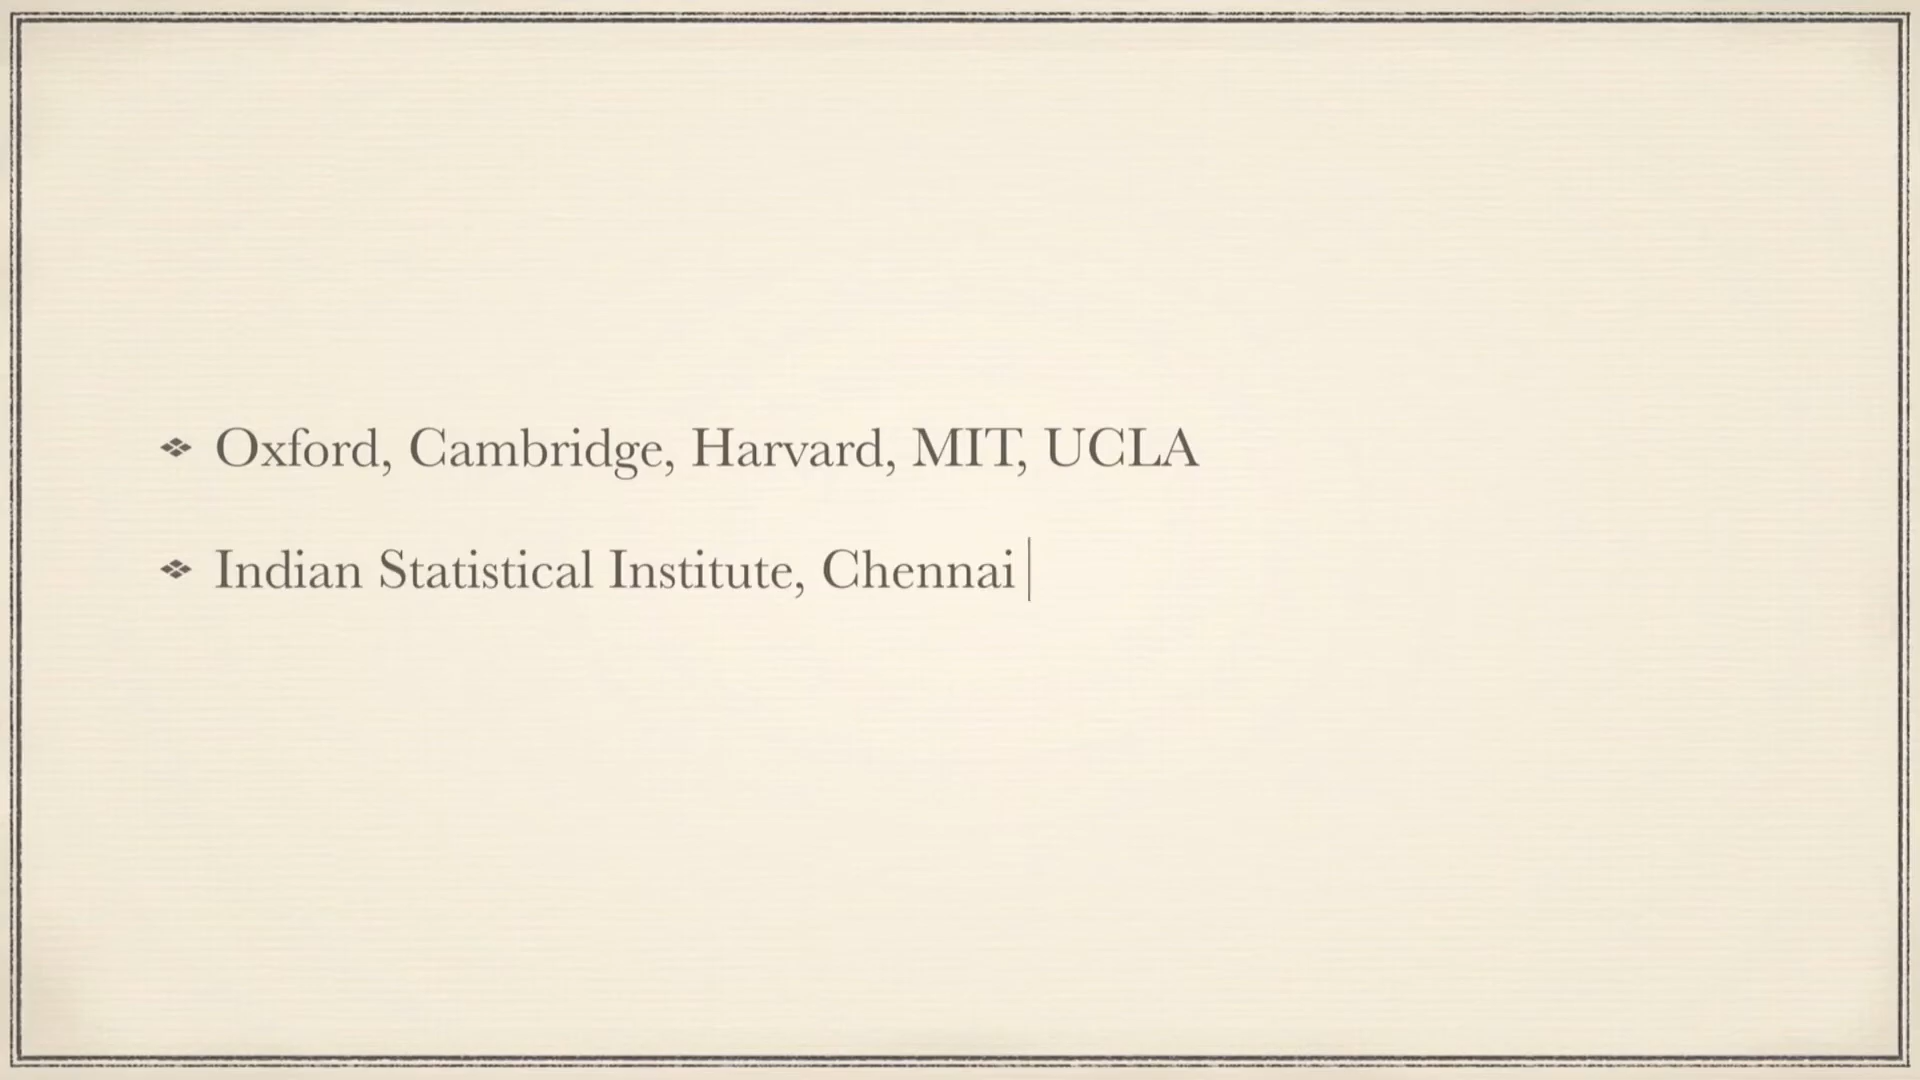 Oxford, Cambridge, Harvard, MIT, UCLA
Indian Statistical Institute, Chennai